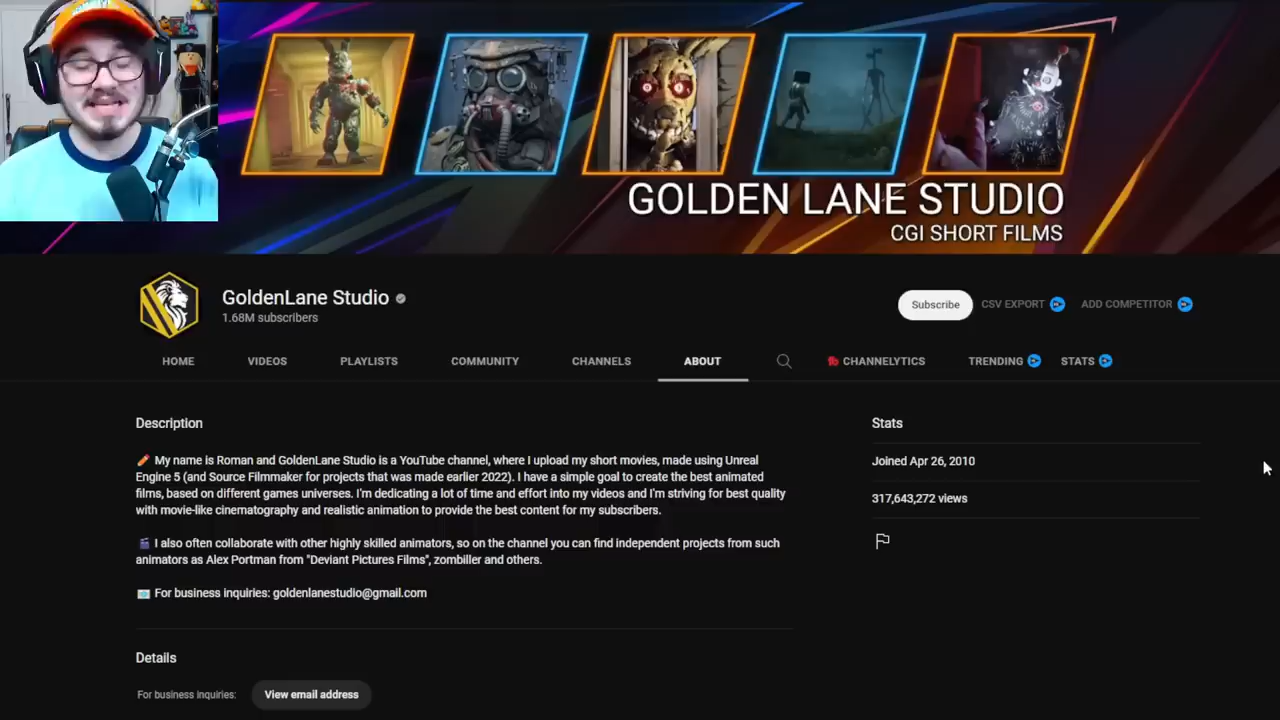 GOLDEN LANE STUDIO
CGI SHORT FILMS
GoldenLane Studio
1.68M subscribers
Subscribe
CSV EXPORT
ADD COMPETITOR
HOME
VIDEOS
PLAYLISTS
COMMUNITY
CHANNELS
ABOUT
CHANNELYTICS
TRENDING
STATS
Description
My name is Roman and GoldenLane Studio is a YouTube channel, where I upload my short movies, made using Unreal
Engine 5 (and Source Filmmaker for projects that was made earlier 2022). I have a simple goal to create the best animated
films, based on different games universes. I'm dedicating a lot of time and effort into my videos and I'm striving for best quality
with movie-like cinematography and realistic animation to provide the best content for my subscribers.
I also often collaborate with other highly skilled animators, so on the channel you can find independent projects from such
animators as Alex Portman from "Deviant Pictures Films", zombiller and others.
For business inquiries: goldenlanestudio@gmail.com
Stats
Joined Apr 26, 2010
317,643,272 views
Details
For business inquiries:
View email address